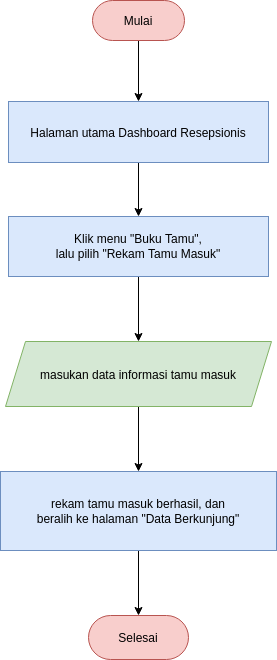 Mulai
Halaman utama Dashboard Resepsionis
Klik menu "Buku Tamu",
lalu pilih "Rekam Tamu Masuk"
masukan data informasi tamu masuk
rekam tamu masuk berhasil, dan
beralih ke halaman "Data Berkunjung"
Selesai